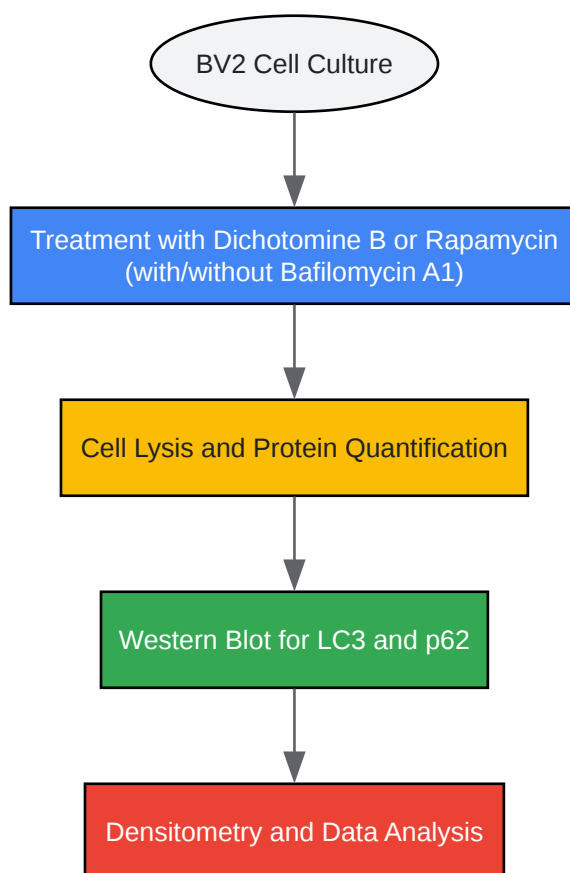 BV2 Cell Culture
Treatment with Dichotomine B or Rapamycin
(with/without Bafilomycin A1)
Cell Lysis and Protein Quantification
Western Blot for LC3 and p62
Densitometry and Data Analysis